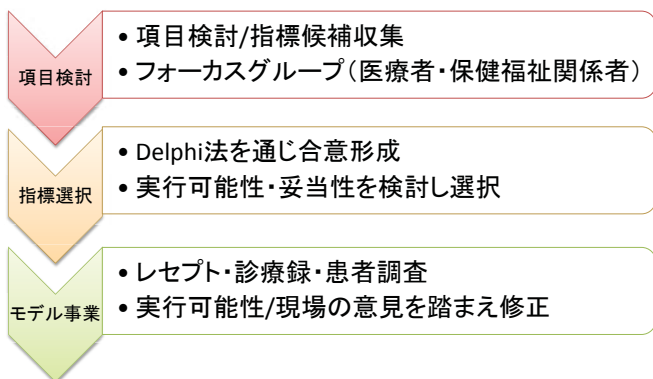 項目検討
• 項目検討/指標候補収集
• フォーカスグループ（医療者・保健福祉関係者）
指標選択
• Delphi法を通じ合意形成
• 実行可能性・妥当性を検討し選択
モデル事業
• レセプト・診療録・患者調査
• 実行可能性/現場の意見を踏まえ修正